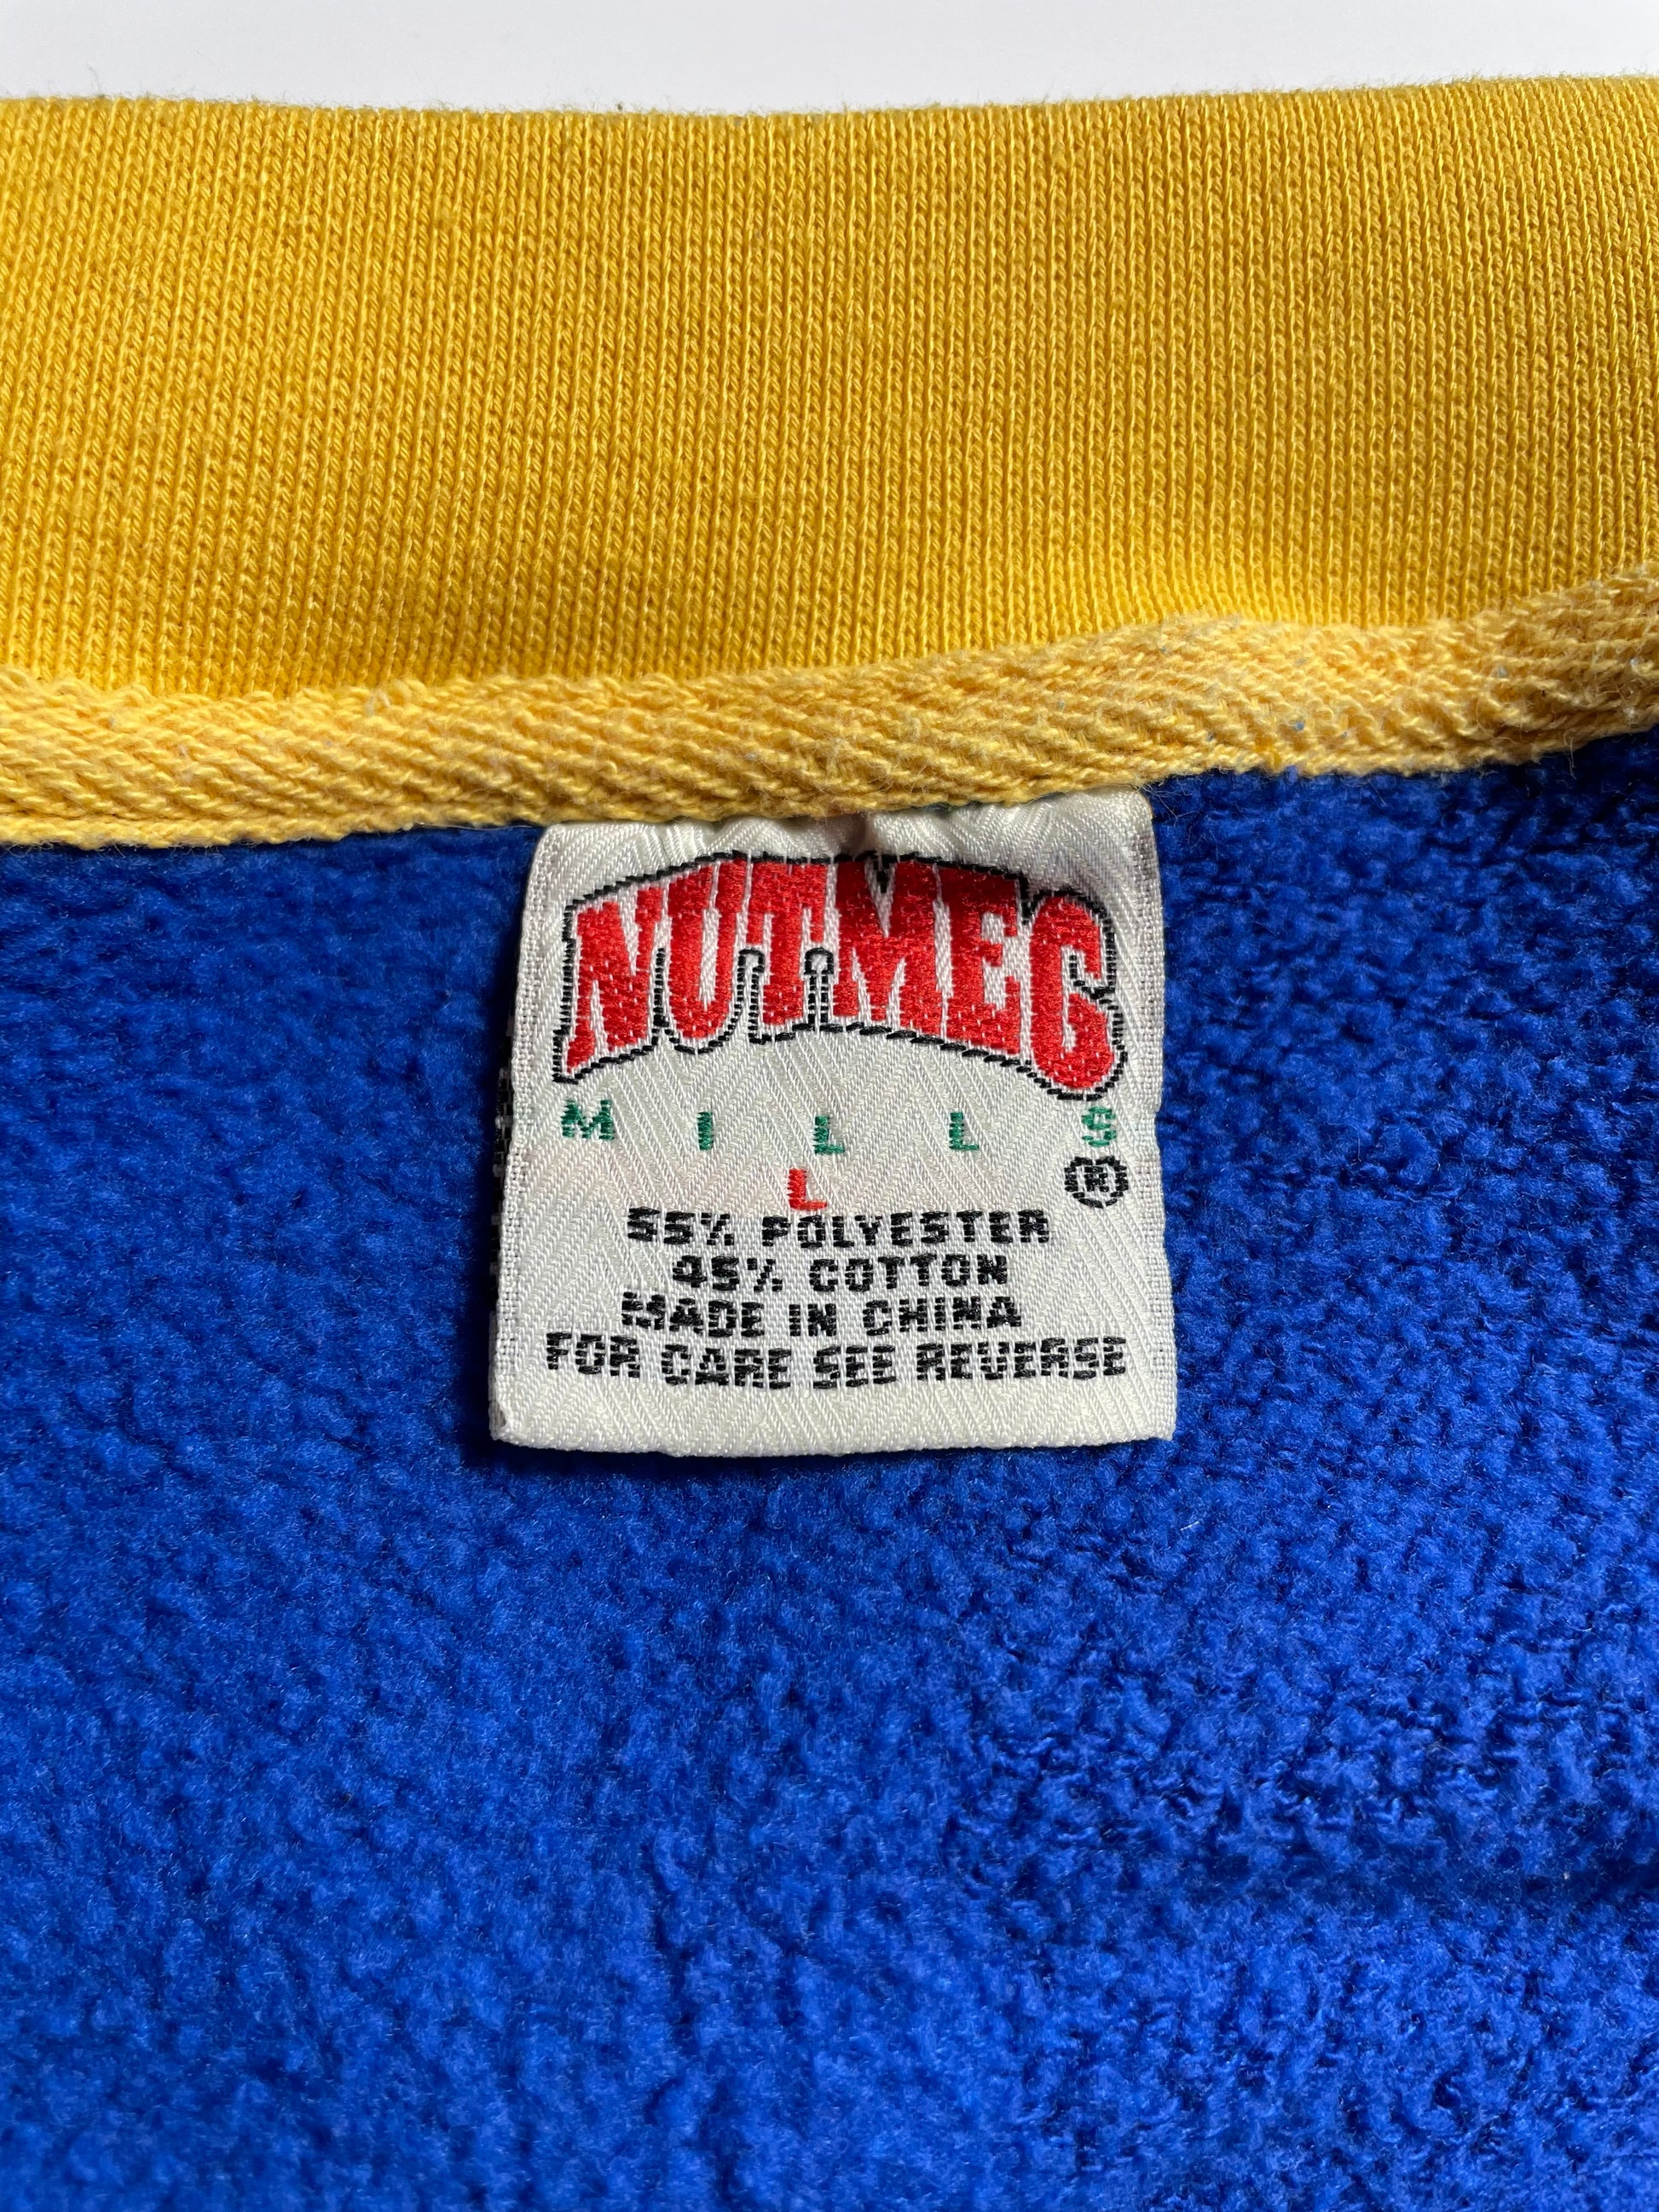 NUTMEG
MILLS
®
L
55% POLYESTER
45% COTTON
MADE IN CHINA
FOR CARE SEE REVERSE